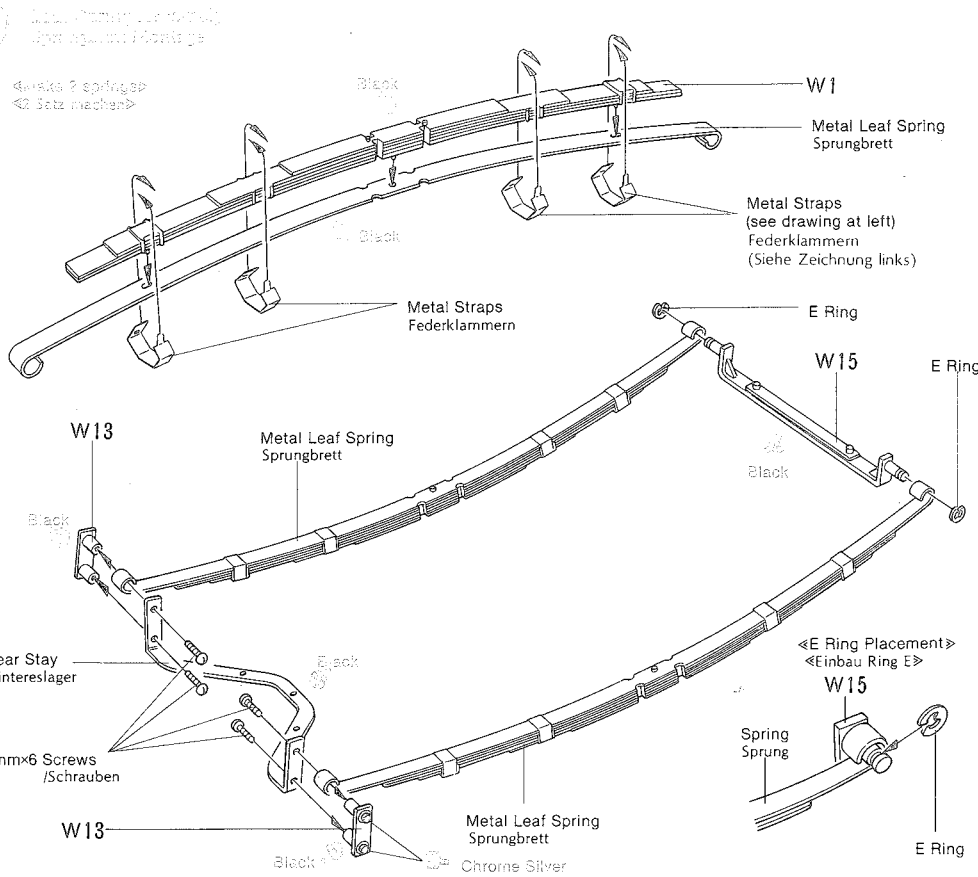 «Make 2 springs»
«2 Satz machen»
Black
W1
Metal Leaf Spring
Sprungbrett
Metal Straps
(see drawing at left)
Federklammern
(Siehe Zeichnung links)
Black
Metal Straps
Federklammern
E Ring
W15
E Ring
W13
Metal Leaf Spring
Sprungbrett
Black
Black
ear Stay
intereslager
Black
«E Ring Placement»
«Einbau Ring E»
W15
Spring
Sprung
mm×6 Screws
/Schrauben
W13
Metal Leaf Spring
Sprungbrett
Black
Chrome Silver
E Ring